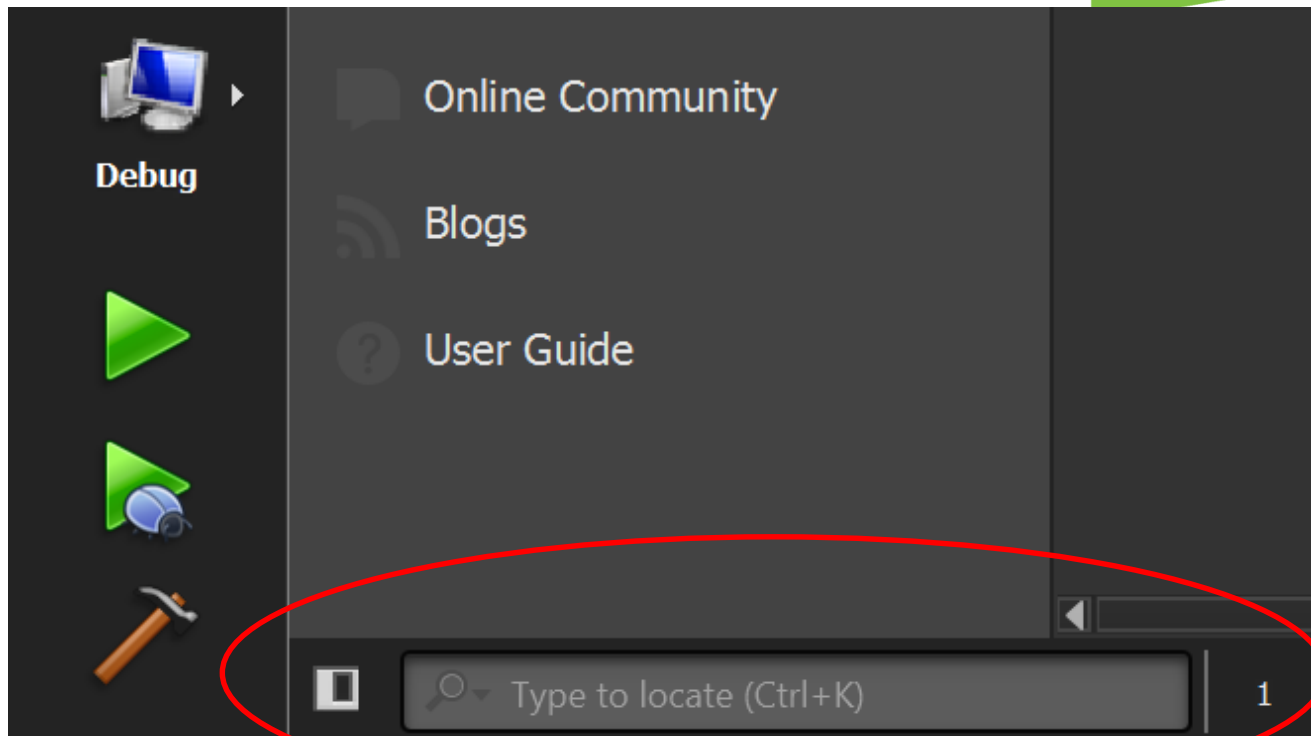 Online Community
Debug
Blogs
User Guide
Type to locate (Ctrl+K)
1